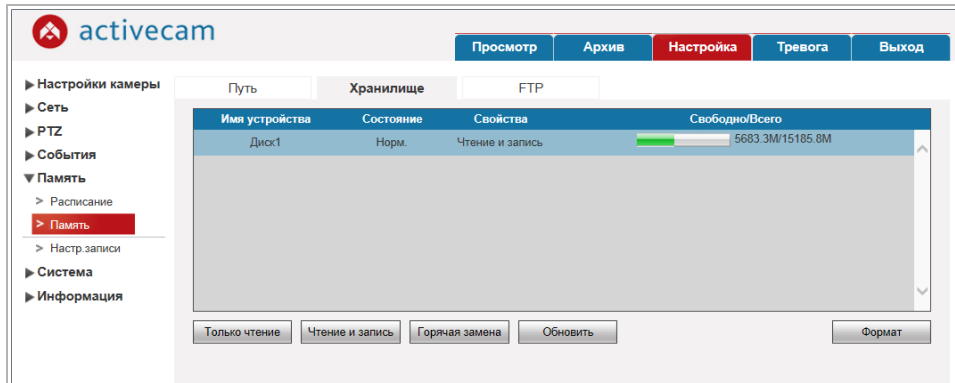 activecam
Просмотр Архив Настройка Тревога Выход
Настройки камеры
Сеть
PTZ
События
Память
> Расписание
> Память
> Настр.записи
Система
Информация
Путь Хранилище FTP
Имя устройства Состояние Свойства Свободно/Всего
Диск1 Норм. Чтение и запись 5683.3M/15185.8M
Только чтение Чтение и запись Горячая замена Обновить Формат